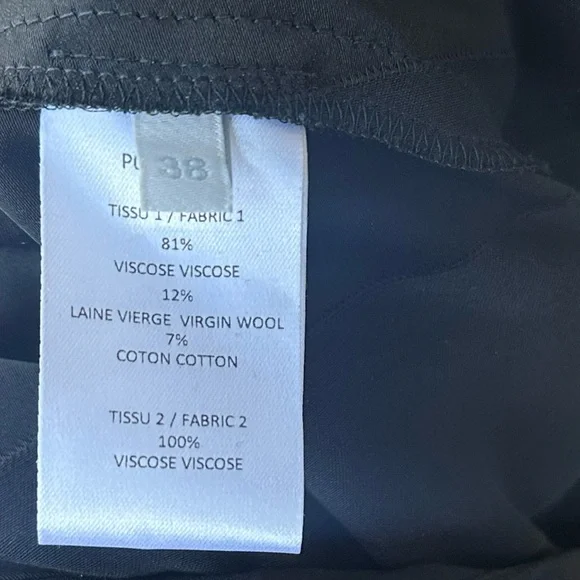 38
TISSU 1 / FABRIC 1
81%
VISCOSE VISCOSE
12%
LAINE VIERGE VIRGIN WOOL
7%
COTON COTTON
TISSU 2 / FABRIC 2
100%
VISCOSE VISCOSE